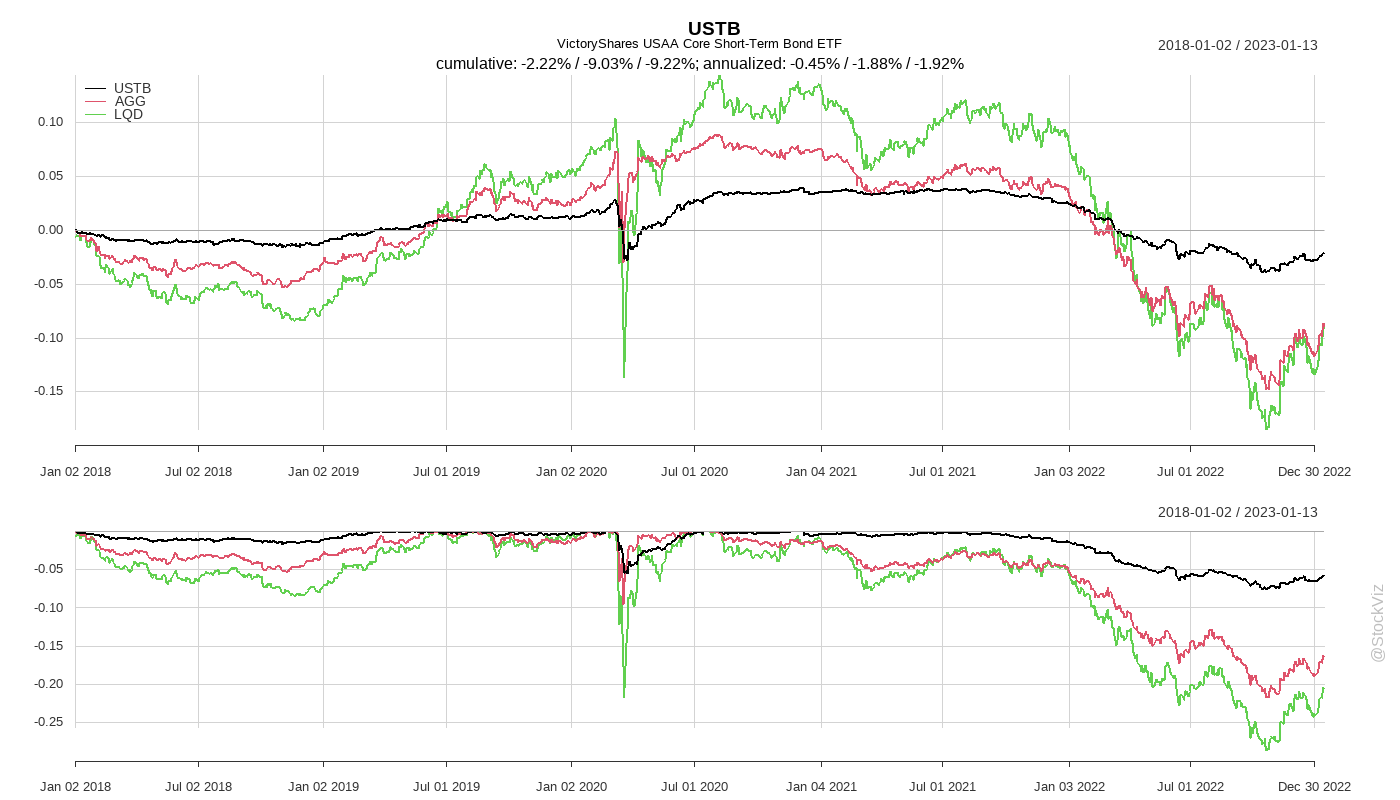 USTB
VictoryShares USAA Core Short-Term Bond ETF
2018-01-02 / 2023-01-13
cumulative: -2.22% / -9.03% / -9.22%; annualized: -0.45% / -1.88% / -1.92%
USTB
AGG
LQD
0.10
0.05
0.00
-0.05
-0.10
-0.15
Jan 02 2018 Jul 02 2018 Jan 02 2019 Jul 01 2019 Jan 02 2020 Jul 01 2020 Jan 04 2021 Jul 01 2021 Jan 03 2022 Jul 01 2022 Dec 30 2022
2018-01-02 / 2023-01-13
-0.05
-0.10
-0.15
-0.20
-0.25
Jan 02 2018 Jul 02 2018 Jan 02 2019 Jul 01 2019 Jan 02 2020 Jul 01 2020 Jan 04 2021 Jul 01 2021 Jan 03 2022 Jul 01 2022 Dec 30 2022
@StockViz